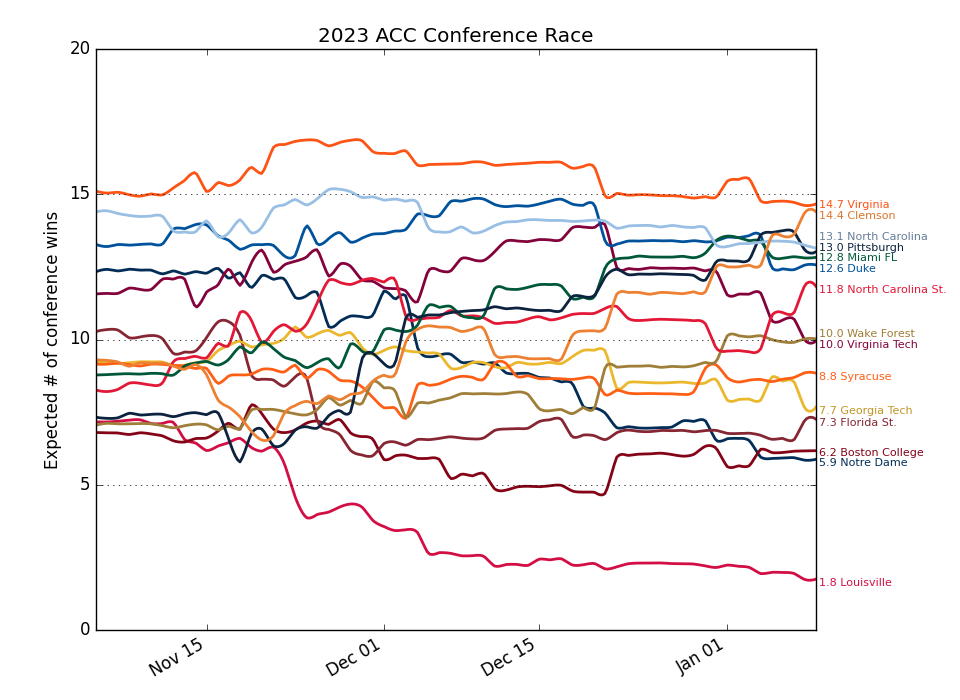 2023 ACC Conference Race
Expected # of conference wins
20
15
10
5
0
Nov 15
Dec 01
Dec 15
Jan 01
14.7 Virginia
14.4 Clemson
13.1 North Carolina
13.0 Pittsburgh
12.8 Miami FL
12.6 Duke
11.8 North Carolina St.
10.0 Wake Forest
10.0 Virginia Tech
8.8 Syracuse
7.7 Georgia Tech
7.3 Florida St.
6.2 Boston College
5.9 Notre Dame
1.8 Louisville